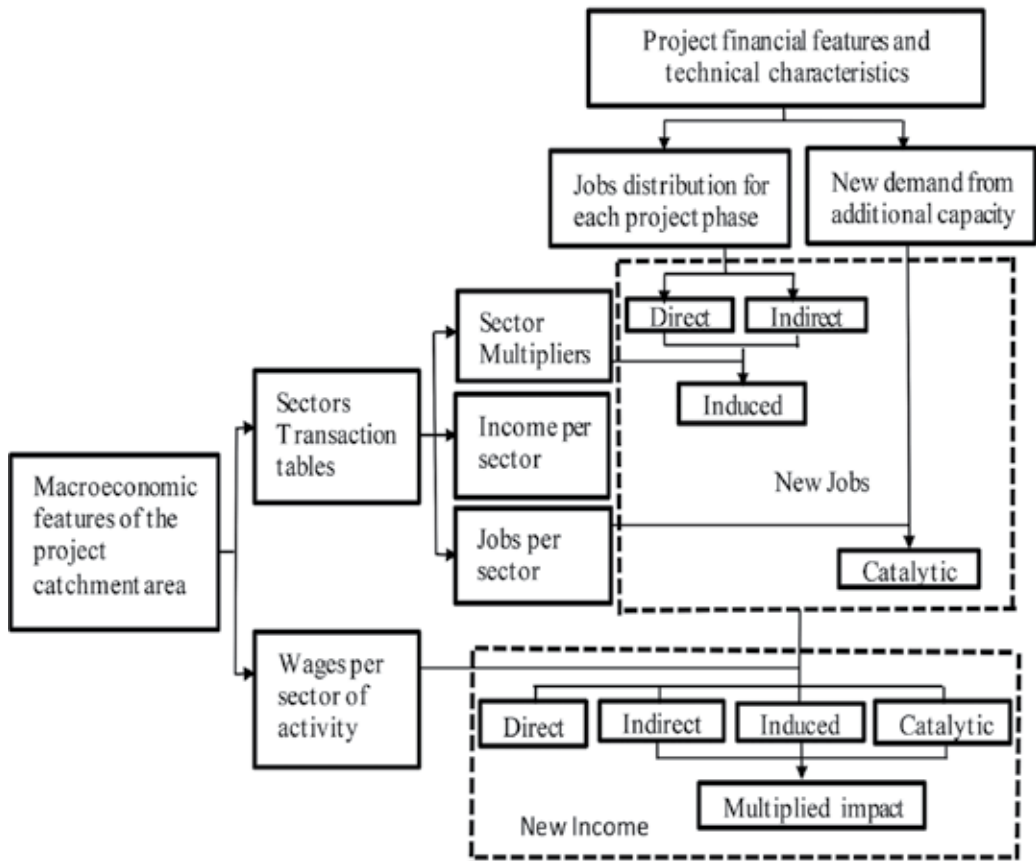 Project financial features and
technical characteristics
Jobs distribution for
each project phase
New demand from
additional capacity
Direct
Indirect
Sector
Multipliers
Induced
Sectors
Transaction
tables
Income per
sector
New Jobs
Macroeconomic
features of the
project
catchment area
Jobs per
sector
Catalytic
Wages per
sector of
activity
Direct
Indirect
Induced
Catalytic
Multiplied impact
New Income